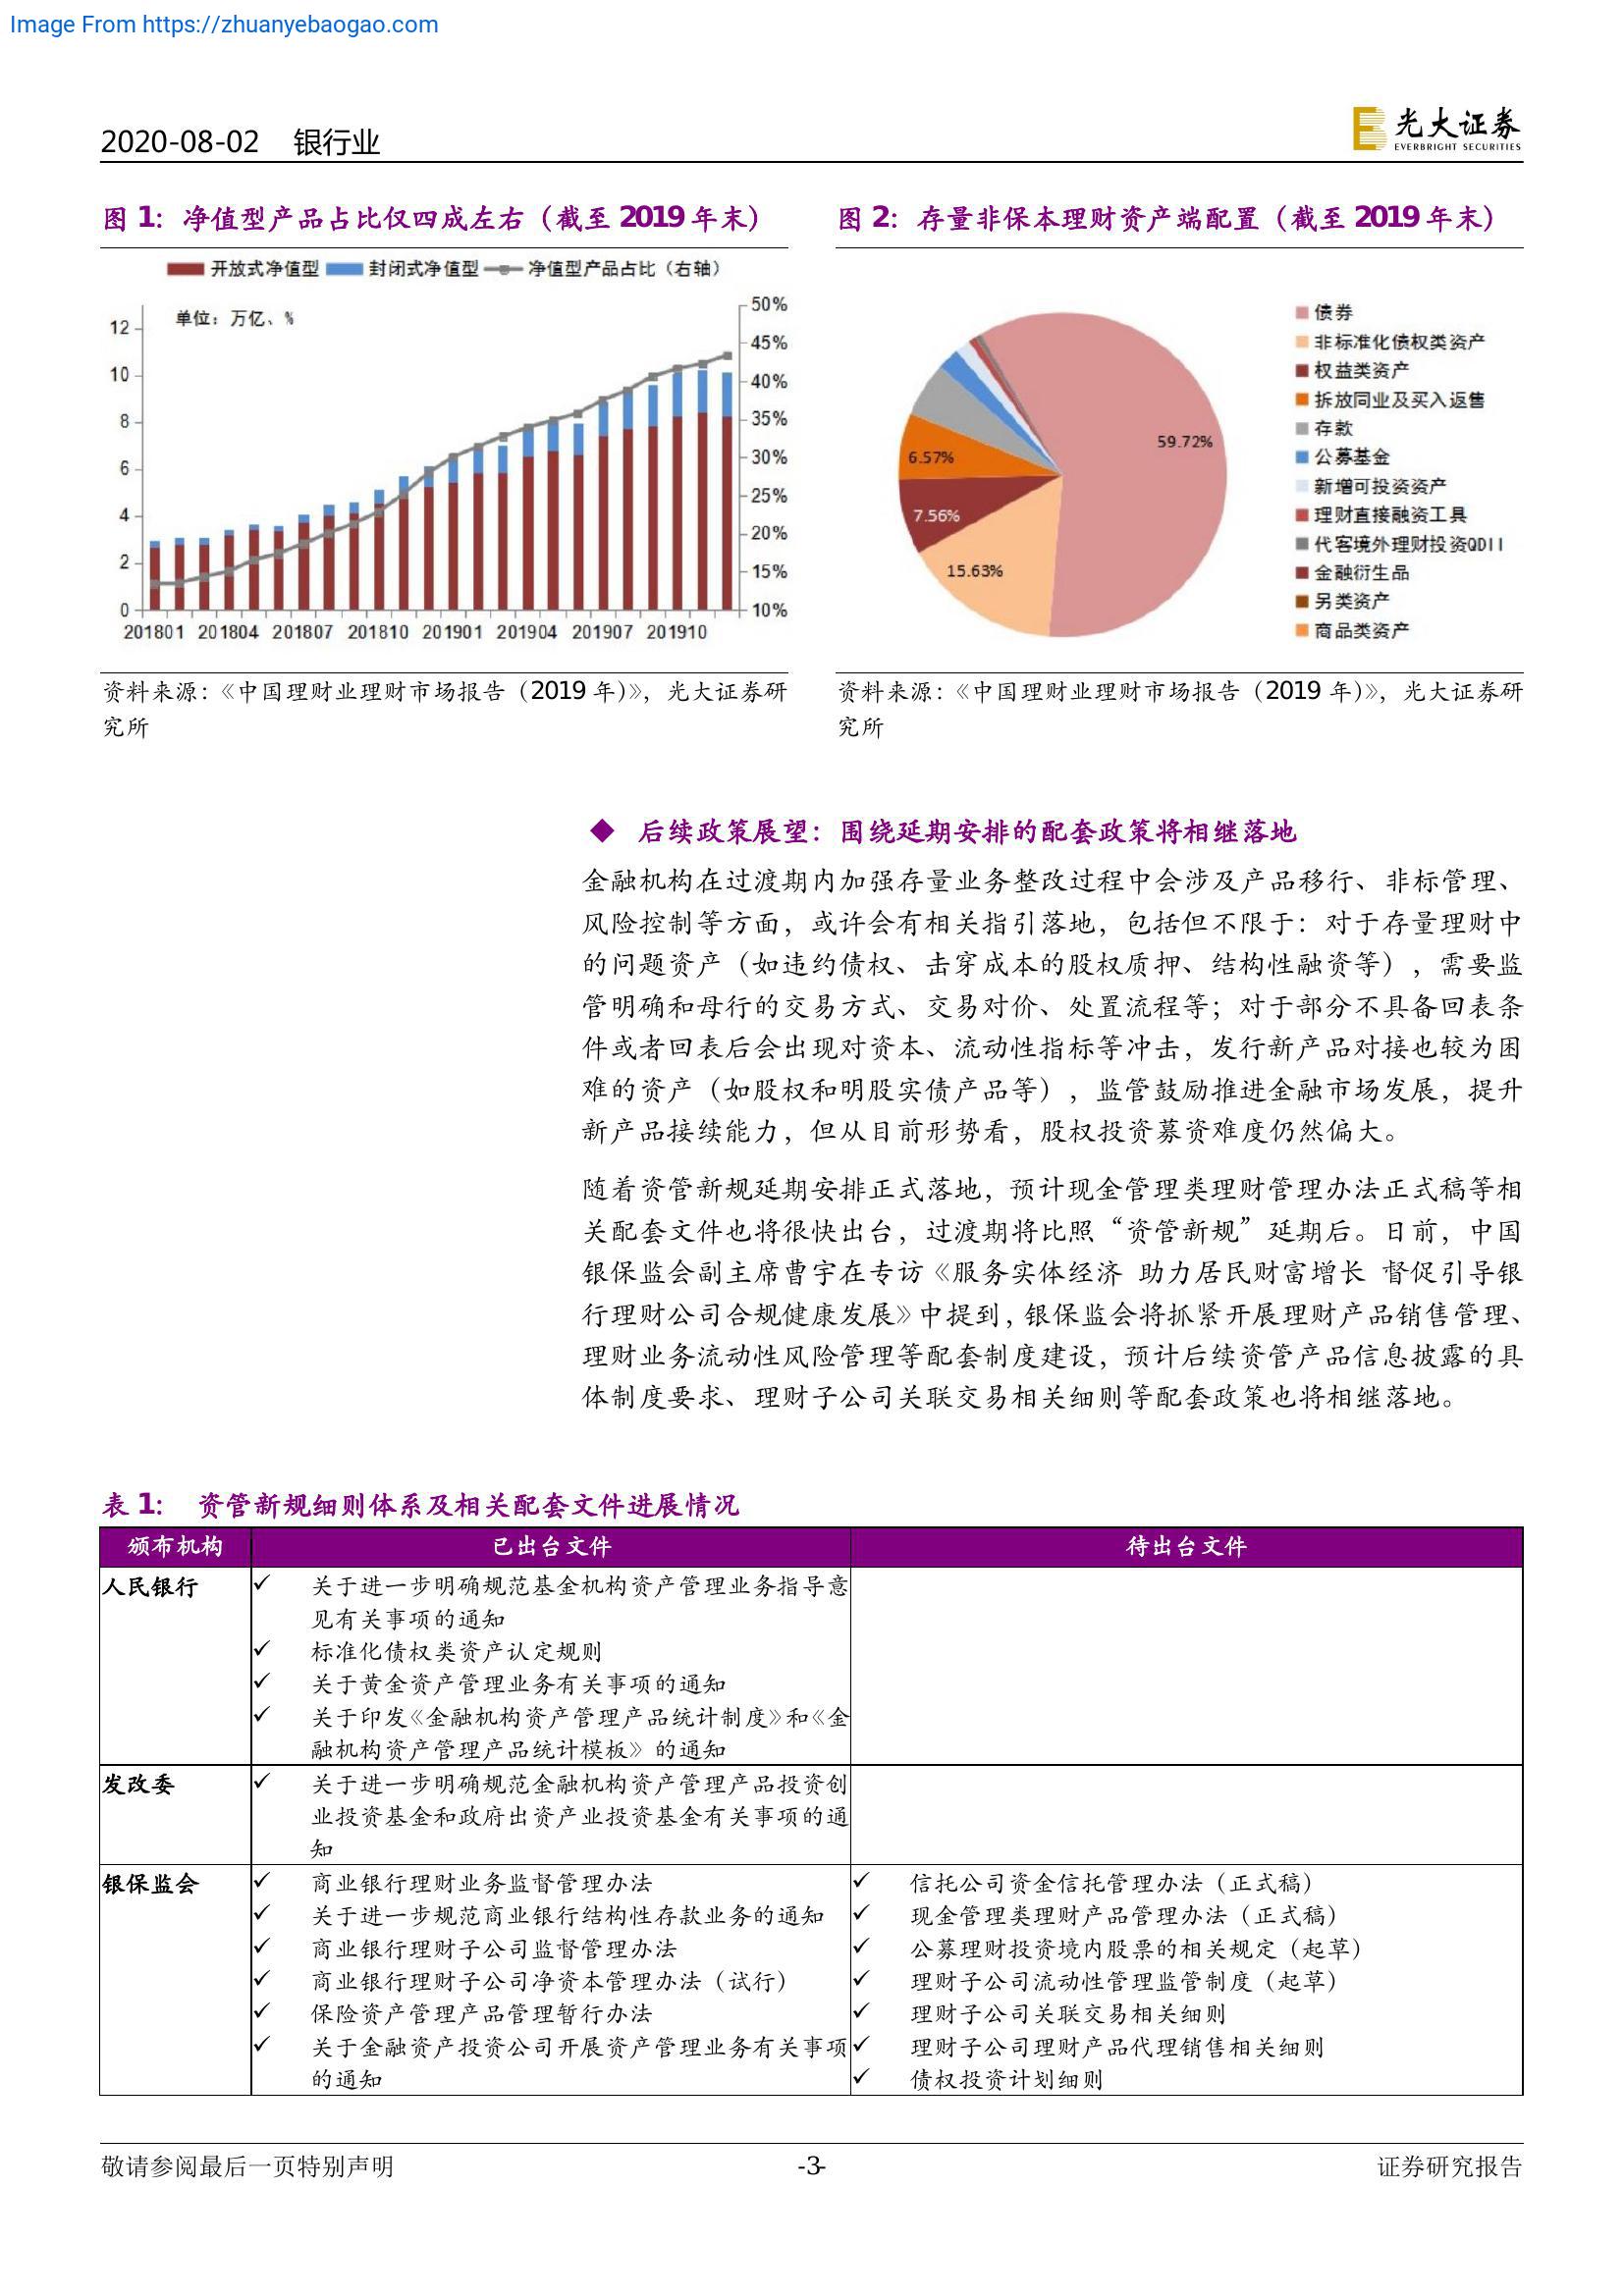 Image From https://zhuanyebaogao.com
2020-08-02 银行业
光大证券
EVERBRIGHT SECURITIES
图 1：净值型产品占比仅四成左右（截至 2019 年末）
开放式净值型 封闭式净值型 净值型产品占比（右轴）
单位：万亿、%
12
10
8
6
4
2
0
50%
45%
40%
35%
30%
25%
20%
15%
10%
201801 201804 201807 201810 201901 201904 201907 201910
资料来源：《中国理财业理财市场报告（2019 年）》，光大证券研
究所
图 2：存量非保本理财资产端配置（截至 2019 年末）
59.72%
6.57%
7.56%
15.63%
债券
非标准化债权类资产
权益类资产
拆放同业及买入返售
存款
公募基金
新增可投资资产
理财直接融资工具
代客境外理财投资QDII
金融衍生品
另类资产
商品类资产
资料来源：《中国理财业理财市场报告（2019 年）》，光大证券研
究所
◆ 后续政策展望：围绕延期安排的配套政策将相继落地
金融机构在过渡期内加强存量业务整改过程中会涉及产品移行、非标管理、
风险控制等方面，或许会有相关指引落地，包括但不限于：对于存量理财中
的问题资产（如违约债权、击穿成本的股权质押、结构性融资等），需要监
管明确和母行的交易方式、交易对价、处置流程等；对于部分不具备回表条
件或者回表后会出现对资本、流动性指标等冲击，发行新产品对接也较为困
难的资产（如股权和明股实债产品等），监管鼓励推进金融市场发展，提升
新产品接续能力，但从目前形势看，股权投资募资难度仍然偏大。
随着资管新规延期安排正式落地，预计现金管理类理财管理办法正式稿等相
关配套文件也将很快出台，过渡期将比照“资管新规”延期后。日前，中国
银保监会副主席曹宇在专访《服务实体经济 助力居民财富增长 督促引导银
行理财公司合规健康发展》中提到，银保监会将抓紧开展理财产品销售管理、
理财业务流动性风险管理等配套制度建设，预计后续资管产品信息披露的具
体制度要求、理财子公司关联交易相关细则等配套政策也将相继落地。
表 1： 资管新规细则体系及相关配套文件进展情况
颁布机构 已出台文件 待出台文件
人民银行
✓ 关于进一步明确规范基金机构资产管理业务指导意
见有关事项的通知
✓ 标准化债权类资产认定规则
✓ 关于黄金资产管理业务有关事项的通知
✓ 关于印发《金融机构资产管理产品统计制度》和《金
融机构资产管理产品统计模板》的通知
发改委
✓ 关于进一步明确规范金融机构资产管理产品投资创
业投资基金和政府出资产业投资基金有关事项的通
知
银保监会
✓ 商业银行理财业务监督管理办法
✓ 关于进一步规范商业银行结构性存款业务的通知
✓ 商业银行理财子公司监督管理办法
✓ 商业银行理财子公司净资本管理办法（试行）
✓ 保险资产管理产品管理暂行办法
✓ 关于金融资产投资公司开展资产管理业务有关事项
的通知
✓ 信托公司资金信托管理办法（正式稿）
✓ 现金管理类理财产品管理办法（正式稿）
✓ 公募理财投资境内股票的相关规定（起草）
✓ 理财子公司流动性管理监管制度（起草）
✓ 理财子公司关联交易相关细则
✓ 理财子公司理财产品代理销售相关细则
✓ 债权投资计划细则
敬请参阅最后一页特别声明
-3-
证券研究报告